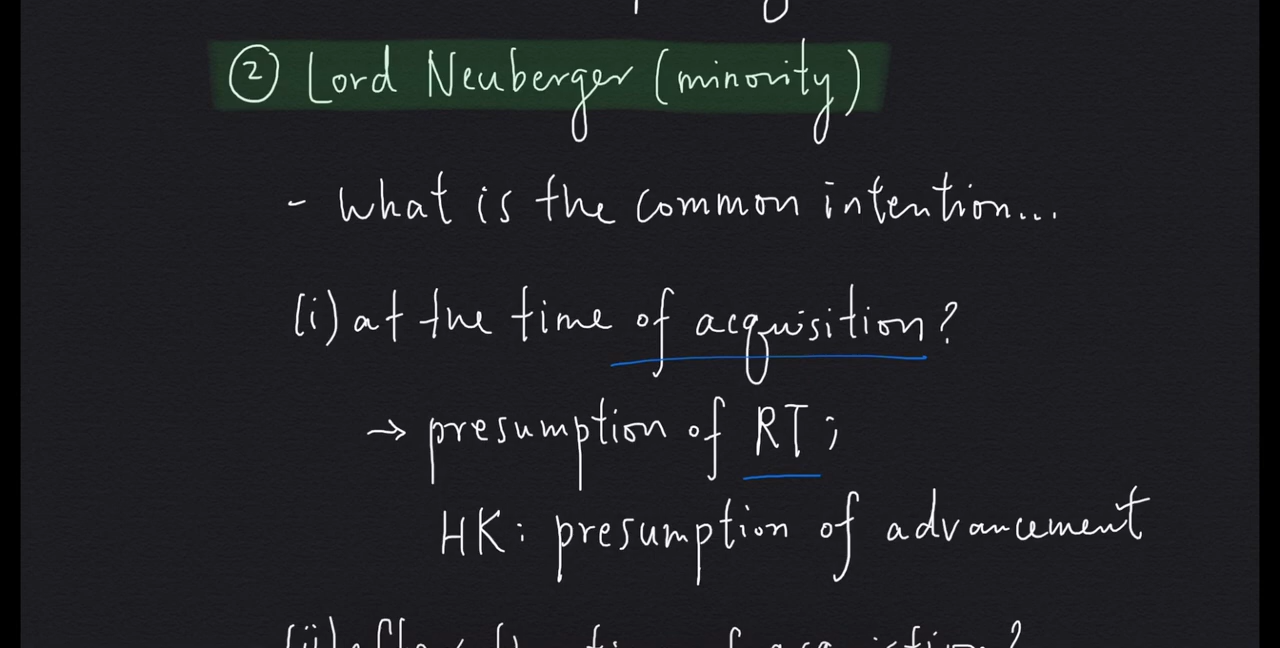 ② Lord Neuberger (minority)
- What is the common intention...
(i) at the time of acquisition?
→ presumption of RT;
HK: presumption of advancement